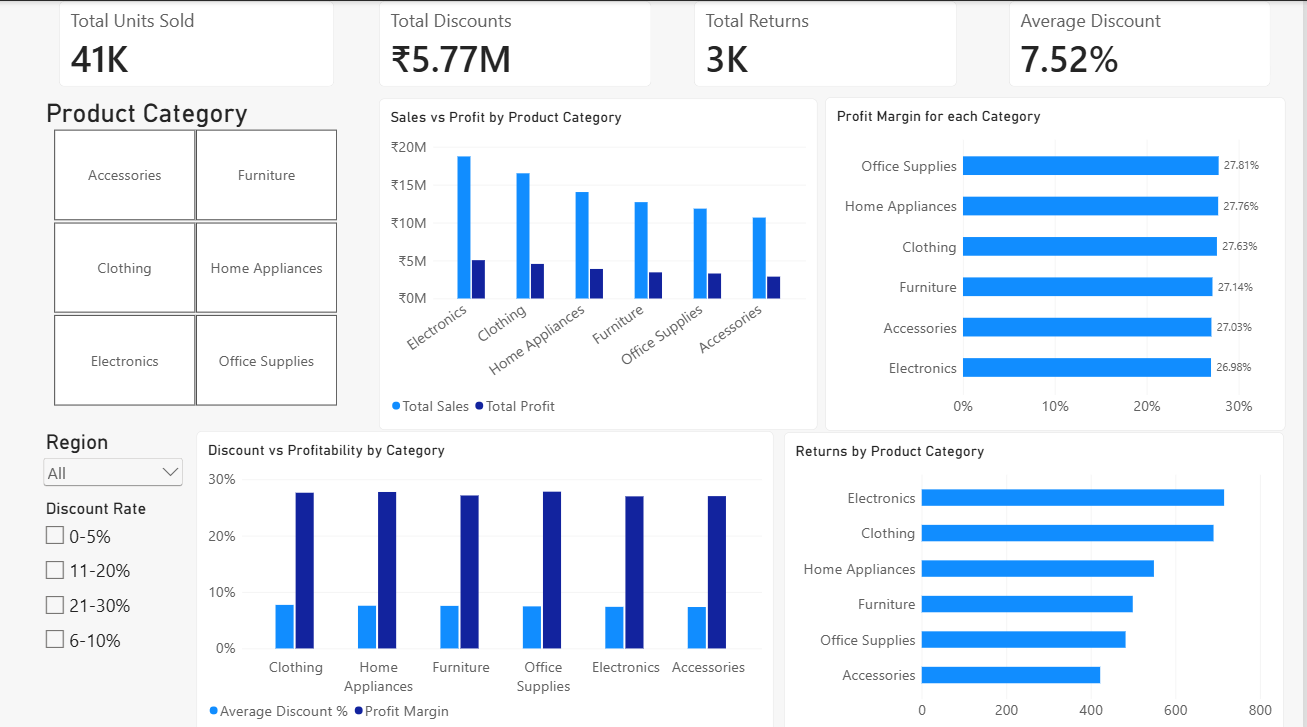 Total Units Sold
41K
Total Discounts
₹5.77M
Total Returns
3K
Average Discount
7.52%
Product Category
Accessories
Furniture
Clothing
Home Appliances
Electronics
Office Supplies
Sales vs Profit by Product Category
₹20M
₹15M
₹10M
₹5M
₹0M
Electronics
Clothing
Home Appliances
Furniture
Office Supplies
Accessories
Total Sales
Total Profit
Profit Margin for each Category
Office Supplies 27.81%
Home Appliances 27.76%
Clothing 27.63%
Furniture 27.14%
Accessories 27.03%
Electronics 26.98%
0% 10% 20% 30%
Region
All
Discount Rate
0-5%
11-20%
21-30%
6-10%
Discount vs Profitability by Category
30%
20%
10%
0%
Clothing
Home
Appliances
Furniture
Office
Supplies
Electronics
Accessories
Average Discount %
Profit Margin
Returns by Product Category
Electronics
Clothing
Home Appliances
Furniture
Office Supplies
Accessories
0 200 400 600 800